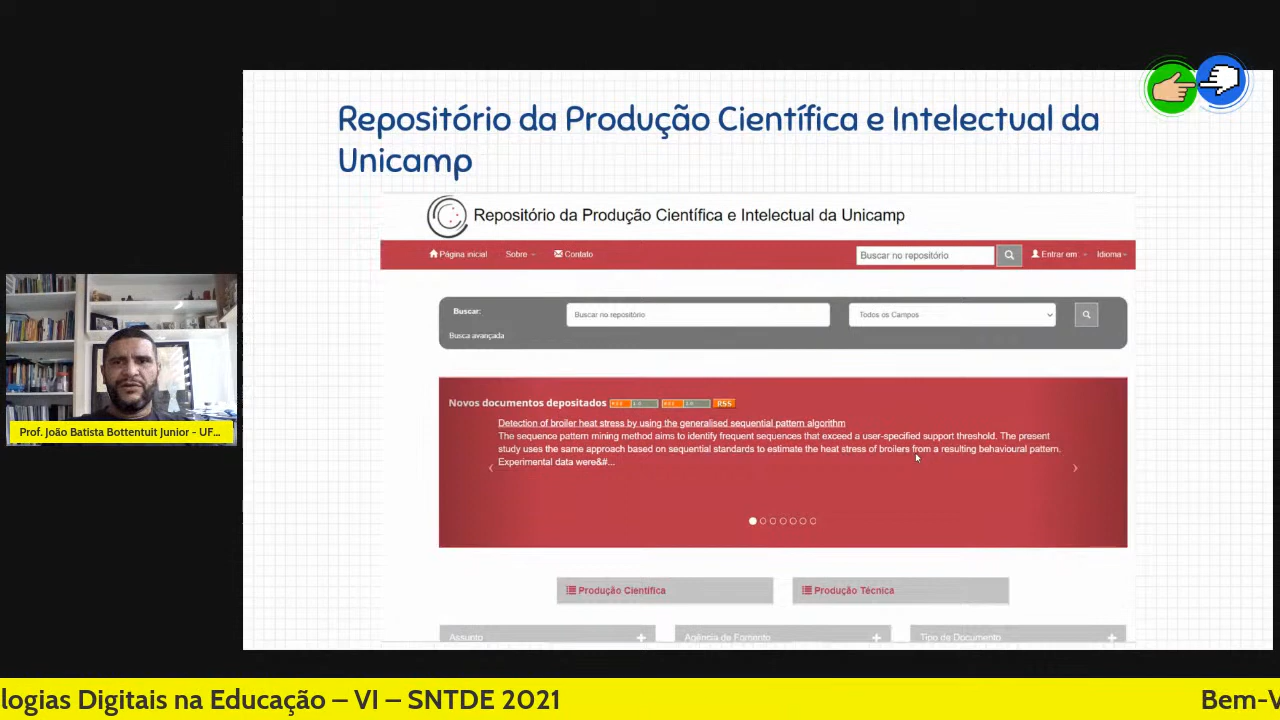 Repositório da Produção Científica e Intelectual da
Unicamp
Repositório da Produção Científica e Intelectual da Unicamp
Página inicial Sobre Contato Buscar no repositório Entrar em Idioma
Buscar: Buscar no repositório Todos os Campos
Busca avançada
Novos documentos depositados RSS 1.0 RSS 2.0 RSS
Detection of broiler heat stress by using the generalised sequential pattern algorithm
The sequence pattern mining method aims to identify frequent sequences that exceed a user-specified support threshold. The present
study uses the same approach based on sequential standards to estimate the heat stress of broilers from a resulting behavioural pattern.
Experimental data were&#...
Produção Científica Produção Técnica
Assunto Agência de Fomento Tipo de Documento
Prof. João Batista Bottentuit Junior - UF...
logias Digitais na Educação – VI – SNTDE 2021 Bem-V